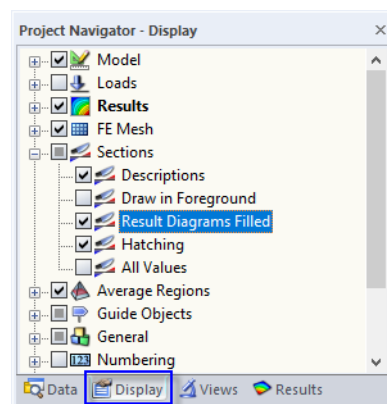 Project Navigator - Display
Model
Loads
Results
FE Mesh
Sections
Descriptions
Draw in Foreground
Result Diagrams Filled
Hatching
All Values
Average Regions
Guide Objects
General
123 Numbering
Data Display Views Results